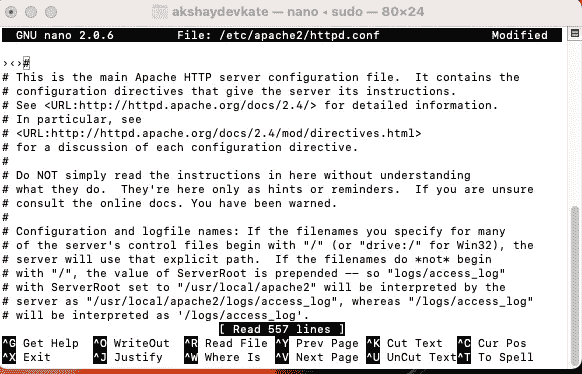 akshaydevkate — nano ◂ sudo — 80×24
GNU nano 2.0.6 File: /etc/apache2/httpd.conf Modified
›‹›#
# This is the main Apache HTTP server configuration file.  It contains the
# configuration directives that give the server its instructions.
# See <URL:http://httpd.apache.org/docs/2.4/> for detailed information.
# In particular, see
# <URL:http://httpd.apache.org/docs/2.4/mod/directives.html>
# for a discussion of each configuration directive.
#
# Do NOT simply read the instructions in here without understanding
# what they do.  They're here only as hints or reminders.  If you are unsure
# consult the online docs. You have been warned.
#
# Configuration and logfile names: If the filenames you specify for many
# of the server's control files begin with "/" (or "drive:/" for Win32), the
# server will use that explicit path.  If the filenames do *not* begin
# with "/", the value of ServerRoot is prepended -- so "logs/access_log"
# with ServerRoot set to "/usr/local/apache2" will be interpreted by the
# server as "/usr/local/apache2/logs/access_log", whereas "/logs/access_log"
# will be interpreted as '/logs/access_log'.
[ Read 557 lines ]
^G Get Help ^O WriteOut ^R Read File ^Y Prev Page ^K Cut Text ^C Cur Pos
^X Exit ^J Justify ^W Where Is ^V Next Page ^U UnCut Text ^T To Spell